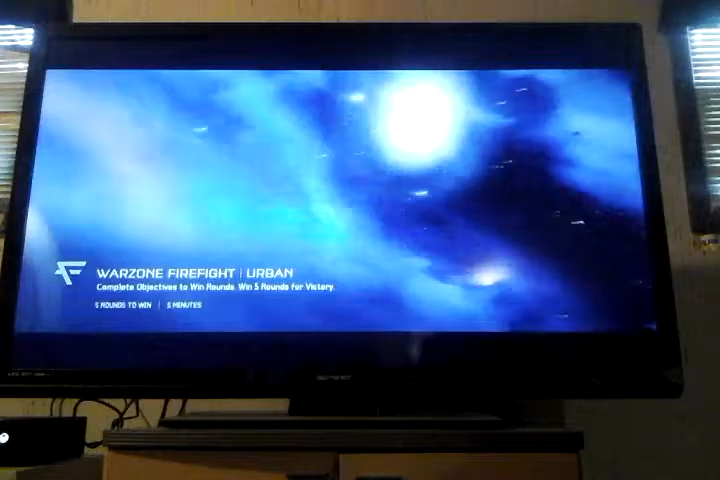 WARZONE FIREFIGHT | URBAN
Complete Objectives to Win Rounds. Win 5 Rounds for Victory.
5 ROUNDS TO WIN | 5 MINUTES